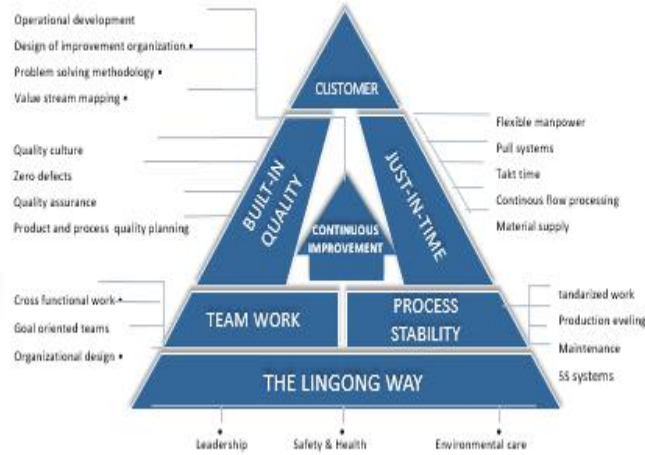 Operational development
Design of improvement organization •
Problem solving methodology •
Value stream mapping •
CUSTOMER
Flexible manpower
Pull systems
Takt time
Continous flow processing
Material supply
Quality culture
Zero defects
Quality assurance
Product and process quality planning
BUILT-IN
QUALITY
JUST-IN-TIME
CONTINUOUS
IMPROVEMENT
Cross functional work •
Goal oriented teams
Organizational design •
TEAM WORK
PROCESS
STABILITY
tandarized work
Production eveling
Maintenance
5S systems
THE LINGONG WAY
Leadership
Safety & Health
Environmental care